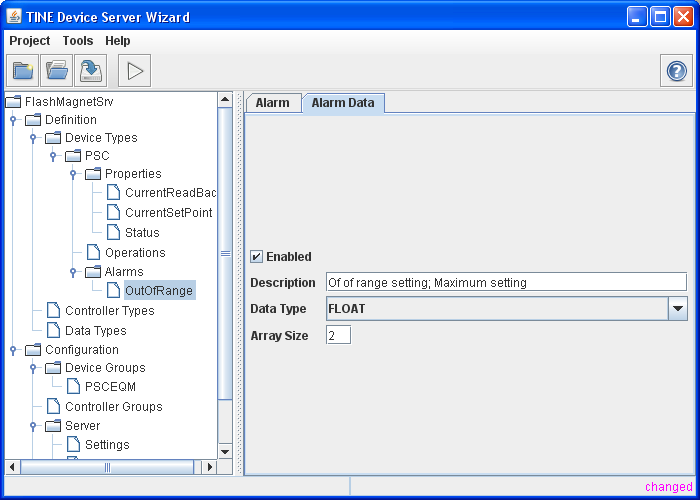 TINE Device Server Wizard
Project Tools Help
FlashMagnetSrv
Definition
Device Types
PSC
Properties
CurrentReadBac
CurrentSetPoint
Status
Operations
Alarms
OutOfRange
Controller Types
Data Types
Configuration
Device Groups
PSCEQM
Controller Groups
Server
Settings
Alarm Alarm Data
Enabled
Description Of of range setting; Maximum setting
Data Type FLOAT
Array Size 2
changed